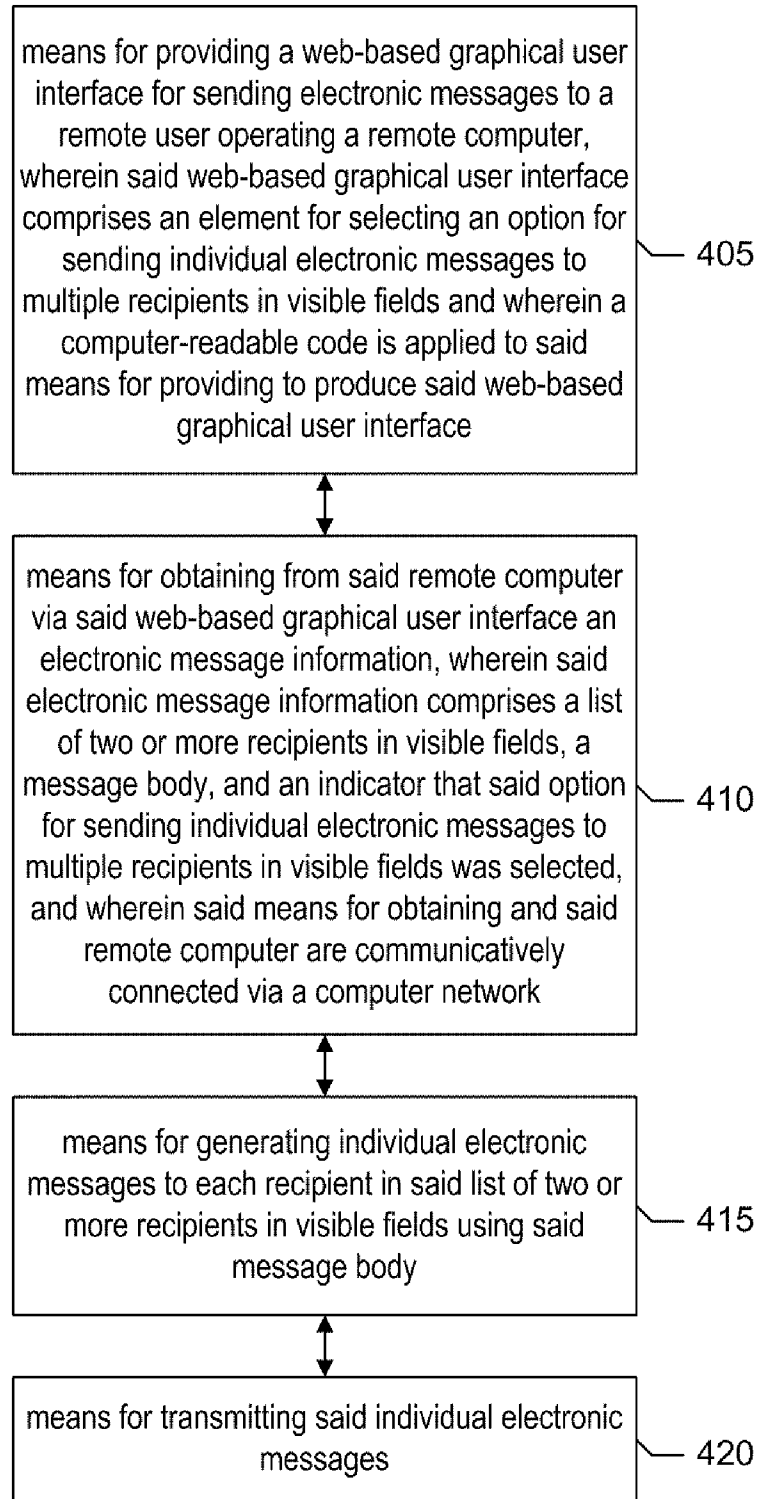 means for providing a web-based graphical user
interface for sending electronic messages to a
remote user operating a remote computer,
wherein said web-based graphical user interface
comprises an element for selecting an option for
sending individual electronic messages to
multiple recipients in visible fields and wherein a
computer-readable code is applied to said
means for providing to produce said web-based
graphical user interface
405
means for obtaining from said remote computer
via said web-based graphical user interface an
electronic message information, wherein said
electronic message information comprises a list
of two or more recipients in visible fields, a
message body, and an indicator that said option
for sending individual electronic messages to
multiple recipients in visible fields was selected,
and wherein said means for obtaining and said
remote computer are communicatively
connected via a computer network
410
means for generating individual electronic
messages to each recipient in said list of two or
more recipients in visible fields using said
message body
415
means for transmitting said individual electronic
messages
420